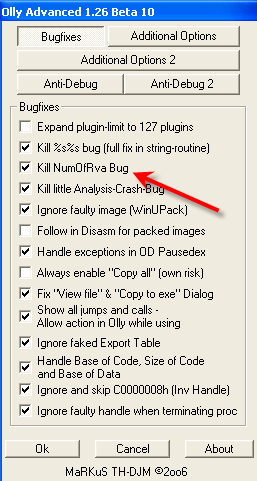 Olly Advanced 1.26 Beta 10
Bugfixes
Additional Options
Additional Options 2
Anti-Debug
Anti-Debug 2
Bugfixes
Expand plugin-limit to 127 plugins
Kill %s%s bug (full fix in string-routine)
Kill NumOfRva Bug
Kill little Analysis-Crash-Bug
Ignore faulty image (WinUPack)
Follow in Disasm for packed images
Handle exceptions in OD Pausedex
Always enable "Copy all" (own risk)
Fix "View file" & "Copy to exe" Dialog
Show all jumps and calls -
Allow action in Olly while using
Ignore faked Export Table
Handle Base of Code, Size of Code
and Base of Data
Ignore and skip C0000008h (Inv Handle)
Ignore faulty handle when terminating proc
Ok
Cancel
About
MaRKuS TH-DJM ©2oo6